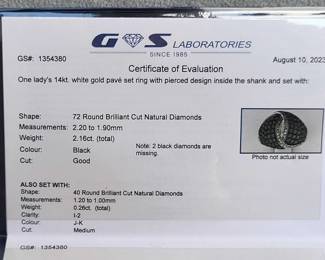 GS#: 1354380
G S LABORATORIES
SINCE 1985
August 10, 2023
Certificate of Evaluation
One lady's 14kt. white gold pavé set ring with pierced design inside the shank and set with:
Shape: 72 Round Brilliant Cut Natural Diamonds
Measurements: 2.20 to 1.90mm
Weight: 2.16ct. (total)
Colour: Black
Note: 2 black diamonds are missing.
Cut: Good
Photo not actual size
ALSO SET WITH:
Shape: 40 Round Brilliant Cut Natural Diamonds
Measurements: 1.20 to 1.00mm
Weight: 0.26ct. (total)
Clarity: I-2
Colour: J-K
Cut: Medium
GS#: 1354380